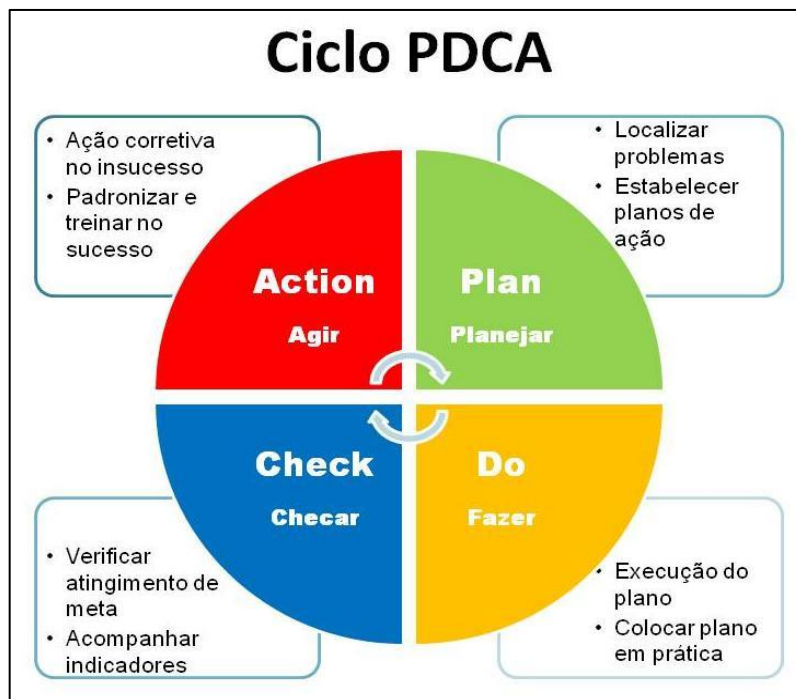 Ciclo PDCA
• Ação corretiva
no insucesso
• Padronizar e
treinar no
sucesso
• Localizar
problemas
• Estabelecer
planos de
ação
Action
Agir
Plan
Planejar
Check
Checar
Do
Fazer
• Verificar
atingimento de
meta
• Acompanhar
indicadores
• Execução do
plano
• Colocar plano
em prática